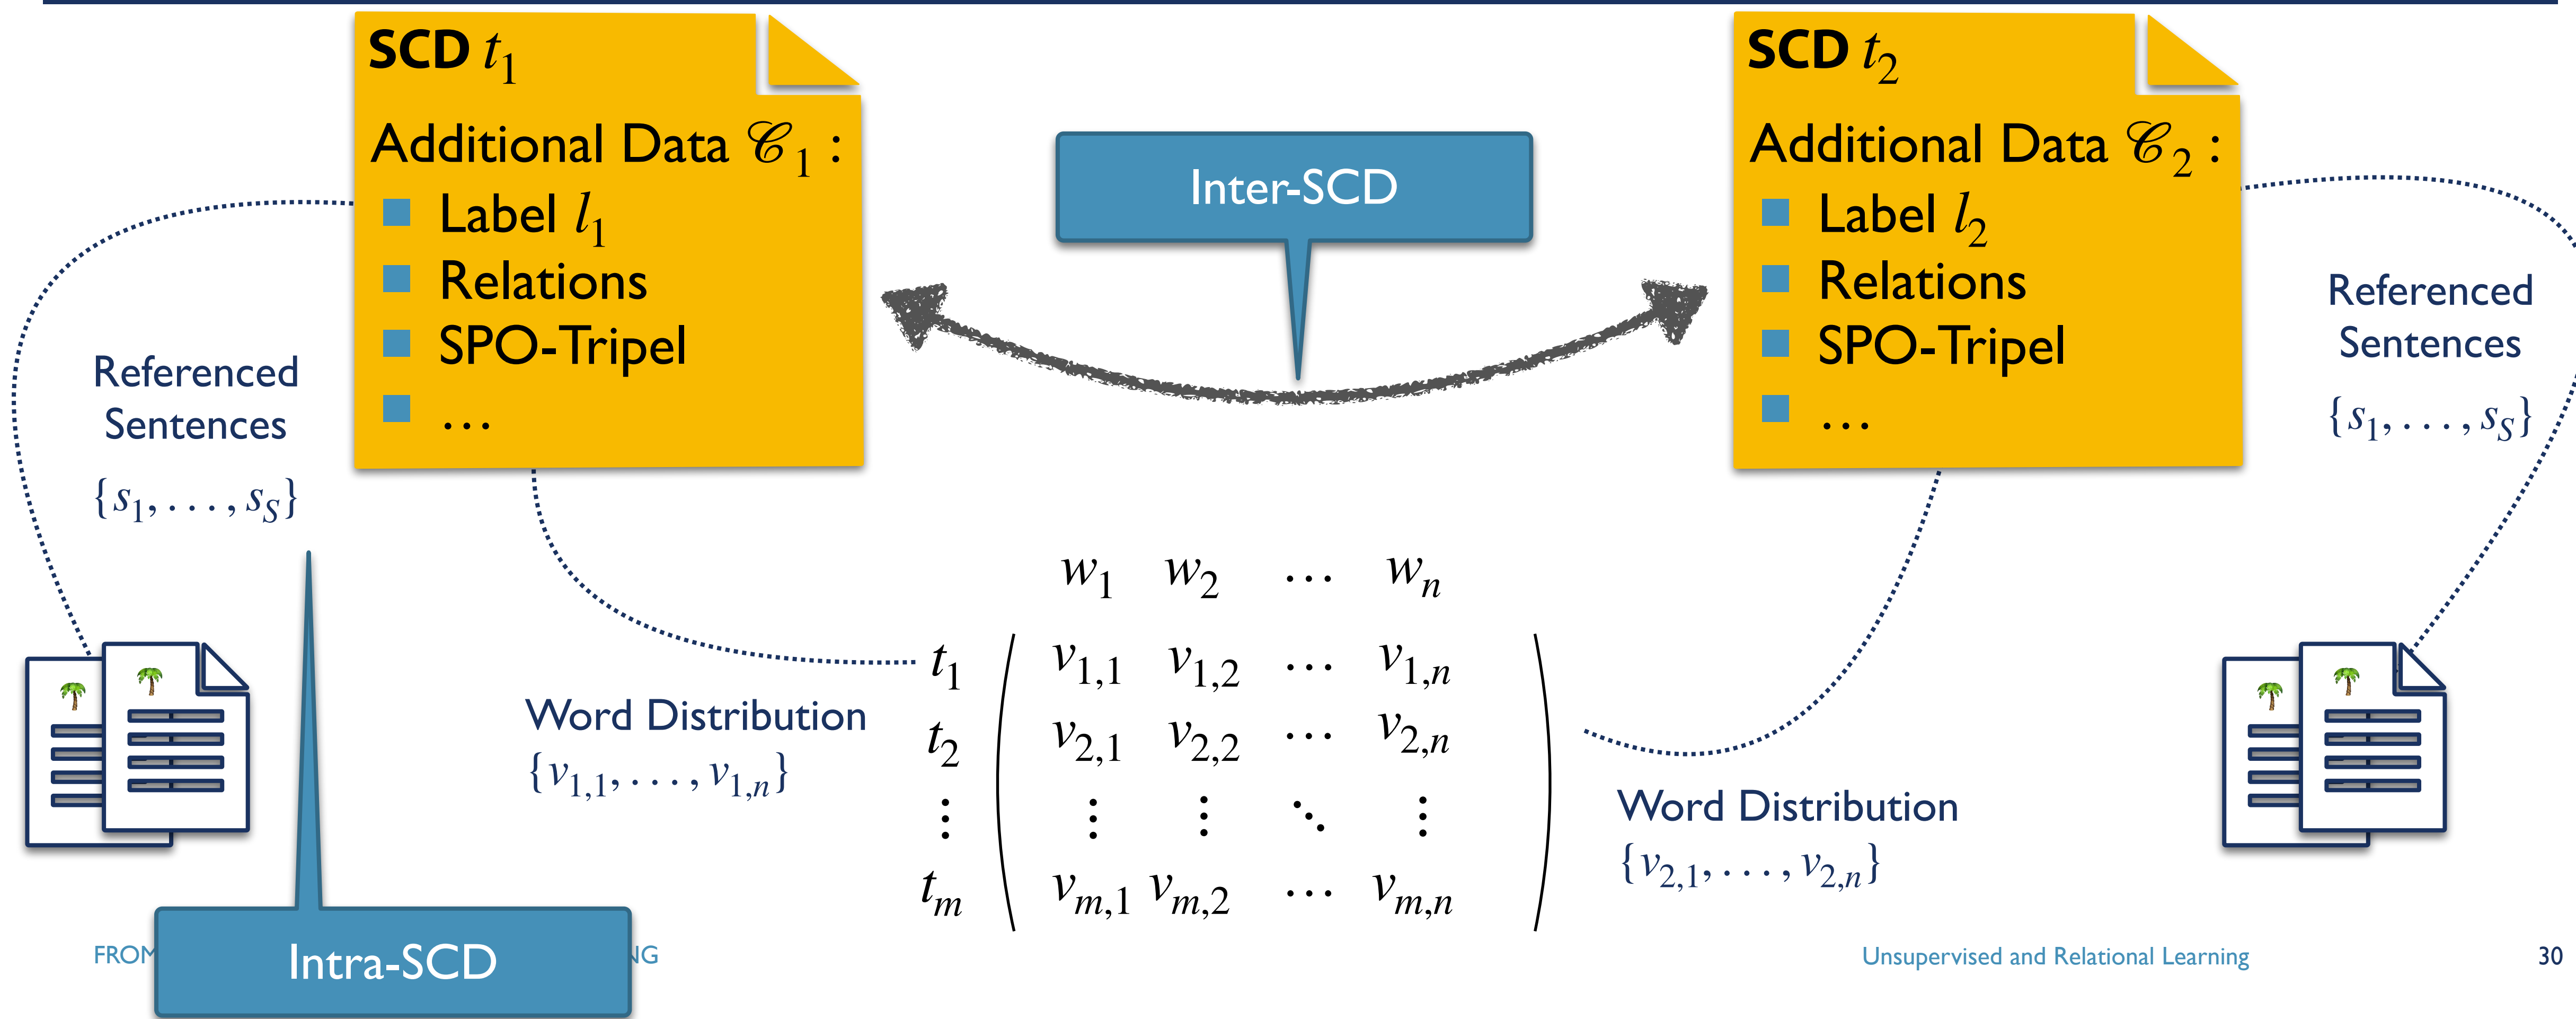 SCD t₁
Additional Data 𝒞₁ :
■ Label l₁
■ Relations
■ SPO-Tripel
■ …
Inter-SCD
SCD t₂
Additional Data 𝒞₂ :
■ Label l₂
■ Relations
■ SPO-Tripel
■ …
Referenced
Sentences
{s₁, . . . , s_S}
Referenced
Sentences
{s₁, . . . , s_S}
w₁ w₂ … wₙ
t₁ v₁,₁ v₁,₂ … v₁,ₙ
t₂ v₂,₁ v₂,₂ … v₂,ₙ
⋮ ⋮ ⋮ ⋱ ⋮
tₘ vₘ,₁ vₘ,₂ … vₘ,ₙ
Word Distribution
{v₁,₁, . . . , v₁,ₙ}
Word Distribution
{v₂,₁, . . . , v₂,ₙ}
Intra-SCD
Unsupervised and Relational Learning
30